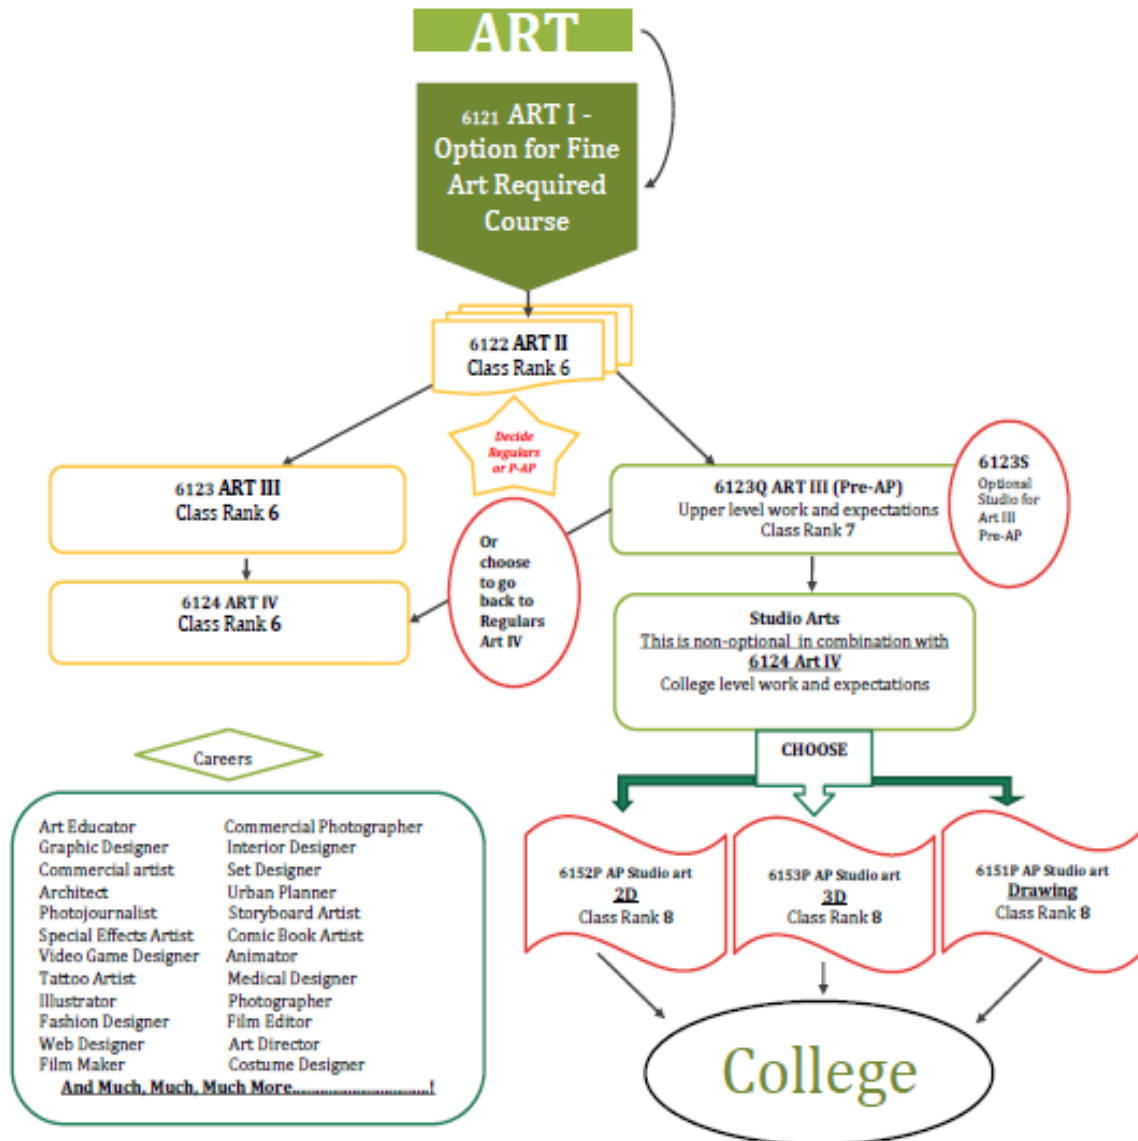 ART
6121 ART I -
Option for Fine
Art Required
Course
6122 ART II
Class Rank 6
Decide
Regulars
or P-AP
6123 ART III
Class Rank 6
6123Q ART III (Pre-AP)
Upper level work and expectations
Class Rank 7
6123S
Optional
Studio for
Art III
Pre-AP
Or
choose
to go
back to
Regulars
Art IV
6124 ART IV
Class Rank 6
Studio Arts
This is non-optional in combination with
6124 Art IV
College level work and expectations
CHOOSE
6152P AP Studio art
2D
Class Rank 8
6153P AP Studio art
3D
Class Rank 8
6151P AP Studio art
Drawing
Class Rank 8
College
Careers
Art Educator Commercial Photographer
Graphic Designer Interior Designer
Commercial artist Set Designer
Architect Urban Planner
Photojournalist Storyboard Artist
Special Effects Artist Comic Book Artist
Video Game Designer Animator
Tattoo Artist Medical Designer
Illustrator Photographer
Fashion Designer Film Editor
Web Designer Art Director
Film Maker Costume Designer
And Much, Much, Much More................................!